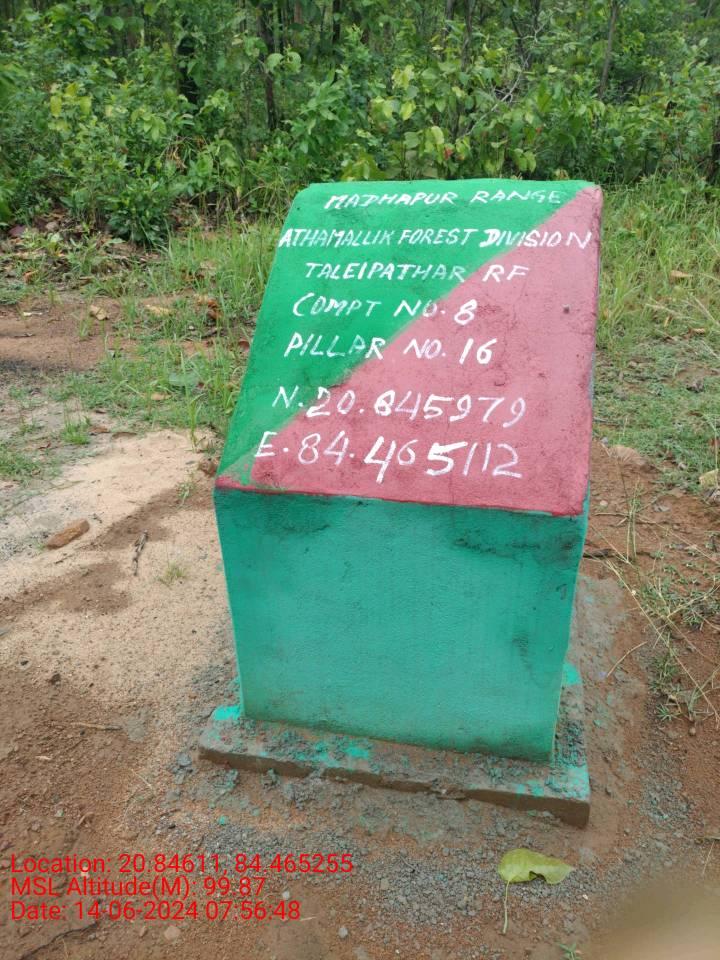 MADHAPUR RANGE
ATHAMALLIK FOREST DIVISION
TALEIPATHAR RF
COMPT NO. 8
PILLAR NO. 16
N. 20.845979
E. 84.465112
Location: 20.84611, 84.465255
MSL Altitude(M): 99.87
Date: 14-06-2024 07:56:48